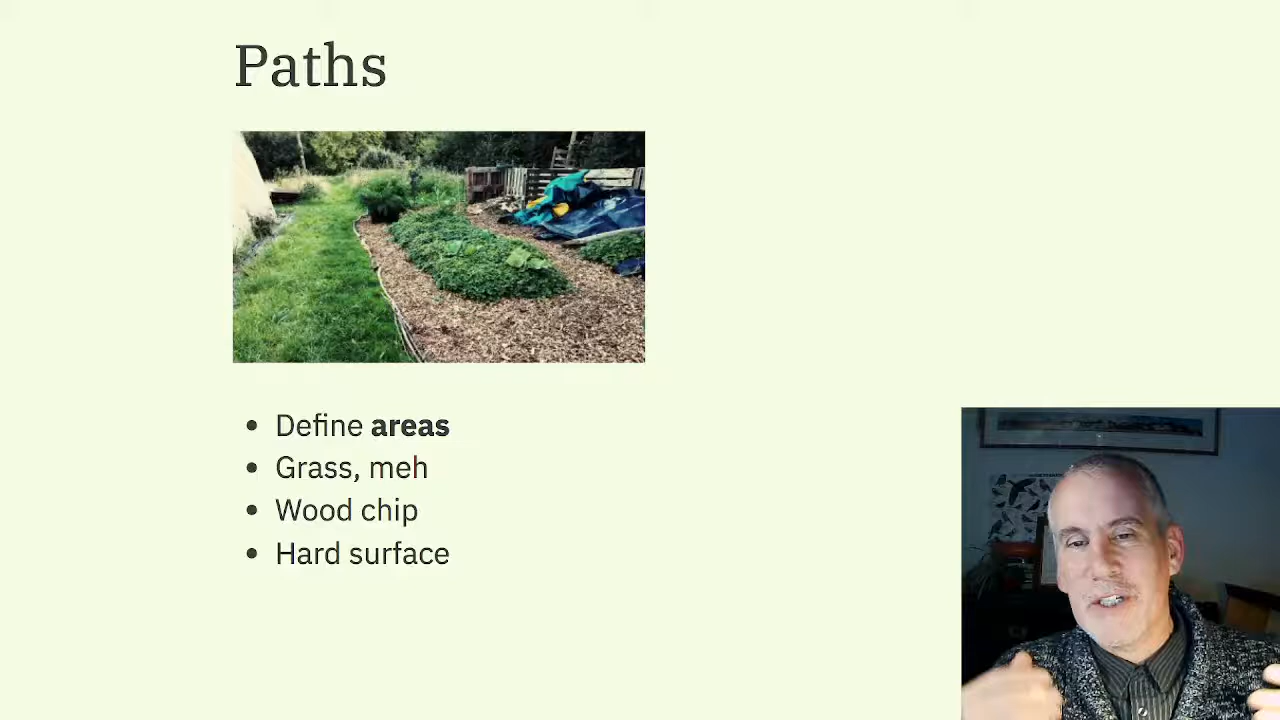 Paths
Define areas
Grass, meh
Wood chip
Hard surface